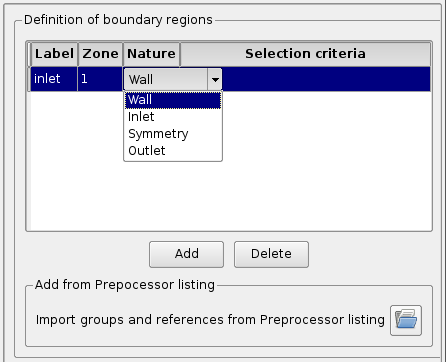 Definition of boundary regions
Label Zone Nature Selection criteria
inlet 1 Wall
Wall
Inlet
Symmetry
Outlet
Add Delete
Add from Prepocessor listing
Import groups and references from Preprocessor listing